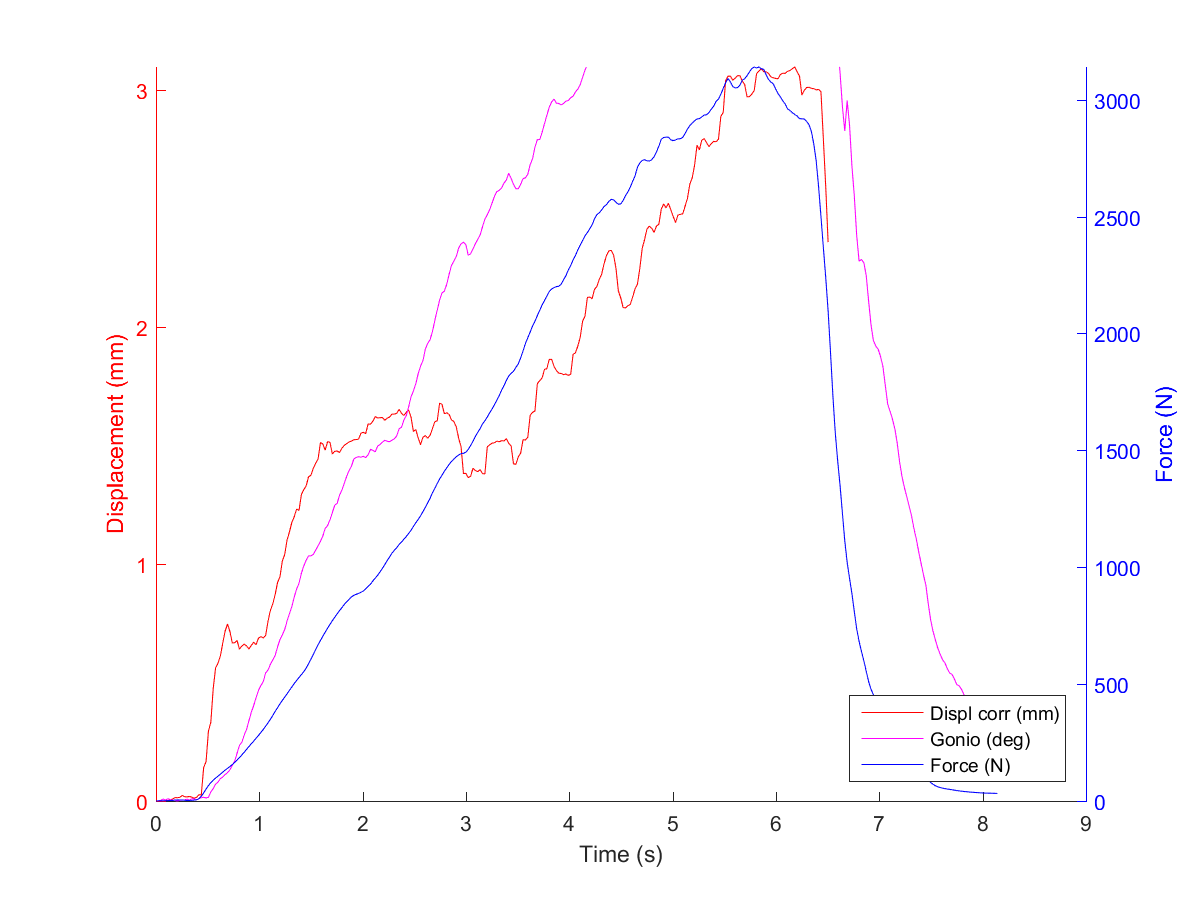 3
2
1
0
Displacement (mm)
3000
2500
2000
1500
1000
500
0
Force (N)
Displ corr (mm)
Gonio (deg)
Force (N)
0 1 2 3 4 5 6 7 8 9
Time (s)